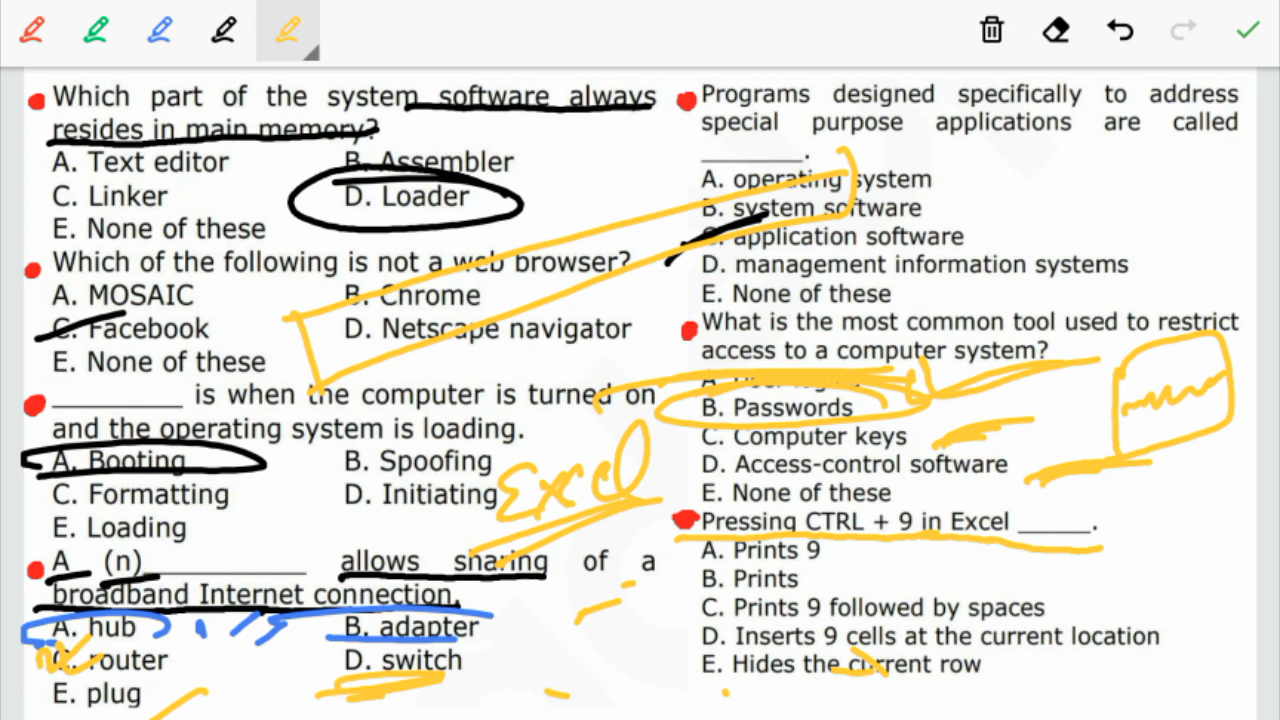 Which part of the system software always
resides in main memory?
A. Text editor B. Assembler
C. Linker D. Loader
E. None of these
Which of the following is not a web browser?
A. MOSAIC B. Chrome
C. Facebook D. Netscape navigator
E. None of these
__________ is when the computer is turned on
and the operating system is loading.
A. Booting B. Spoofing
C. Formatting D. Initiating
E. Loading
Excel
A (n)____________ allows sharing of a
broadband Internet connection.
A. hub B. adapter
C. router D. switch
E. plug
Programs designed specifically to address
special purpose applications are called
________.
A. operating system
B. system software
C. application software
D. management information systems
E. None of these
What is the most common tool used to restrict
access to a computer system?
A. User logins
B. Passwords
C. Computer keys
D. Access-control software
E. None of these
Pressing CTRL + 9 in Excel ______.
A. Prints 9
B. Prints
C. Prints 9 followed by spaces
D. Inserts 9 cells at the current location
E. Hides the current row